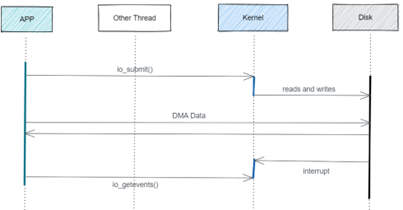 APP
Other Thread
Kernel
Disk
io_submit()
reads and writes
DMA Data
interrupt
io_getevents()